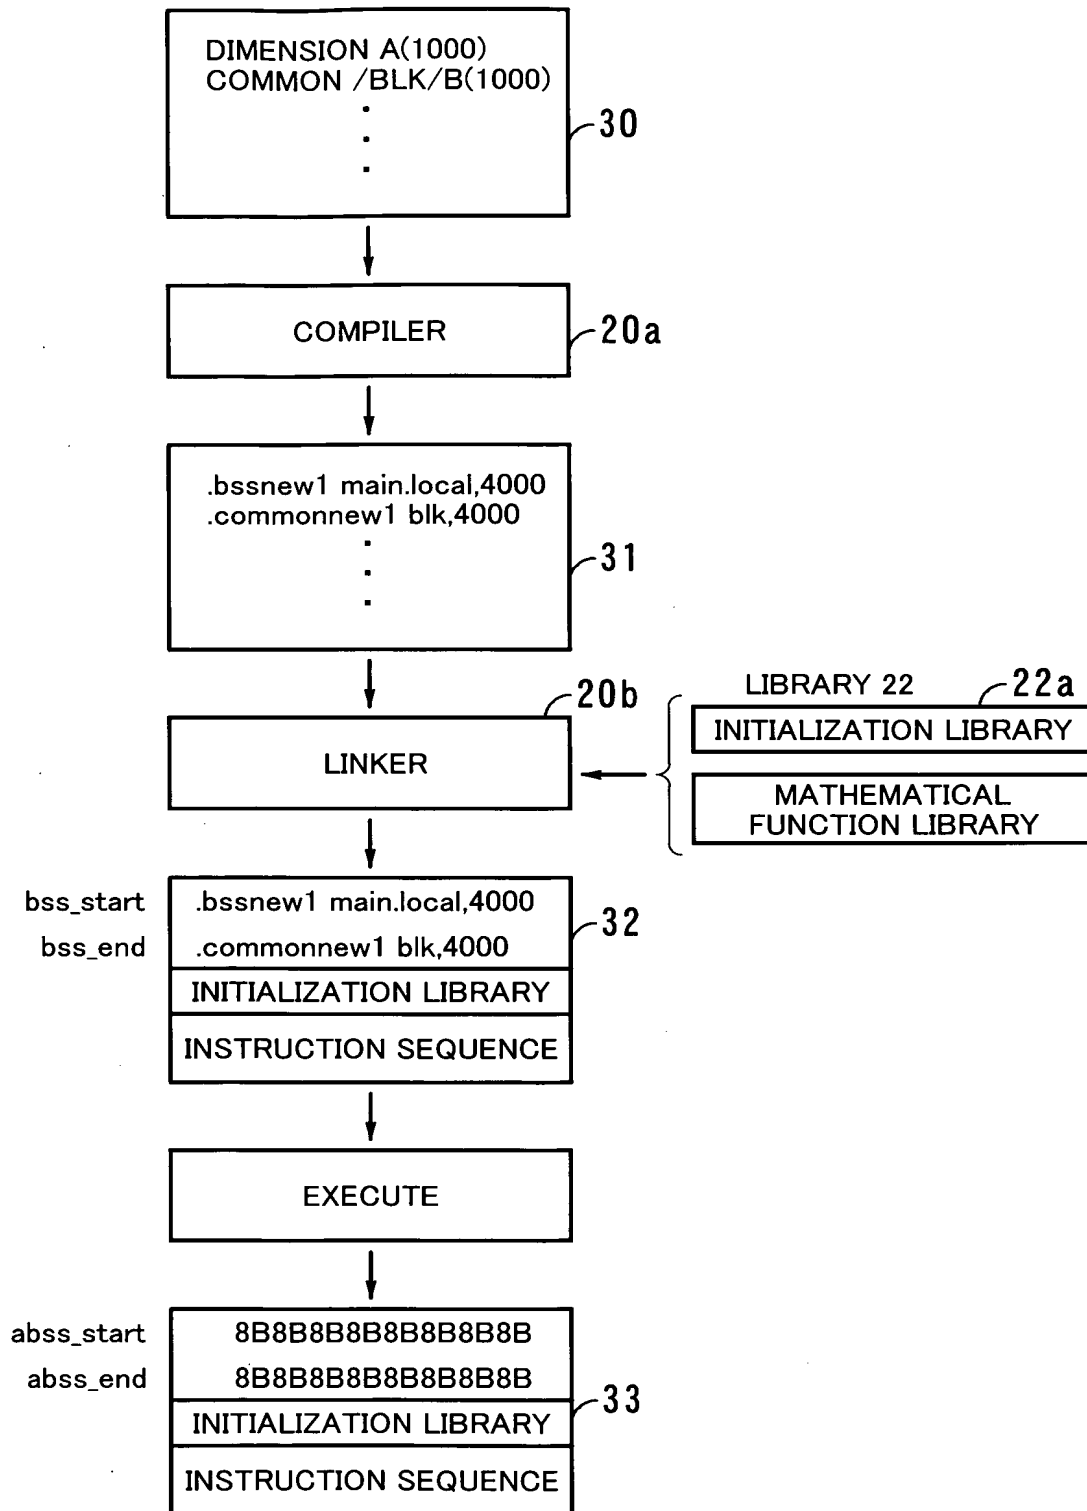 DIMENSION A(1000)
COMMON /BLK/B(1000)
30
COMPILER
20a
.bssnew1 main.local,4000
.commonnew1 blk,4000
31
20b
LINKER
LIBRARY 22
22a
INITIALIZATION LIBRARY
MATHEMATICAL
FUNCTION LIBRARY
bss_start
.bssnew1 main.local,4000
bss_end
.commonnew1 blk,4000
32
INITIALIZATION LIBRARY
INSTRUCTION SEQUENCE
EXECUTE
abss_start
8B8B8B8B8B8B8B8B
abss_end
8B8B8B8B8B8B8B8B
33
INITIALIZATION LIBRARY
INSTRUCTION SEQUENCE